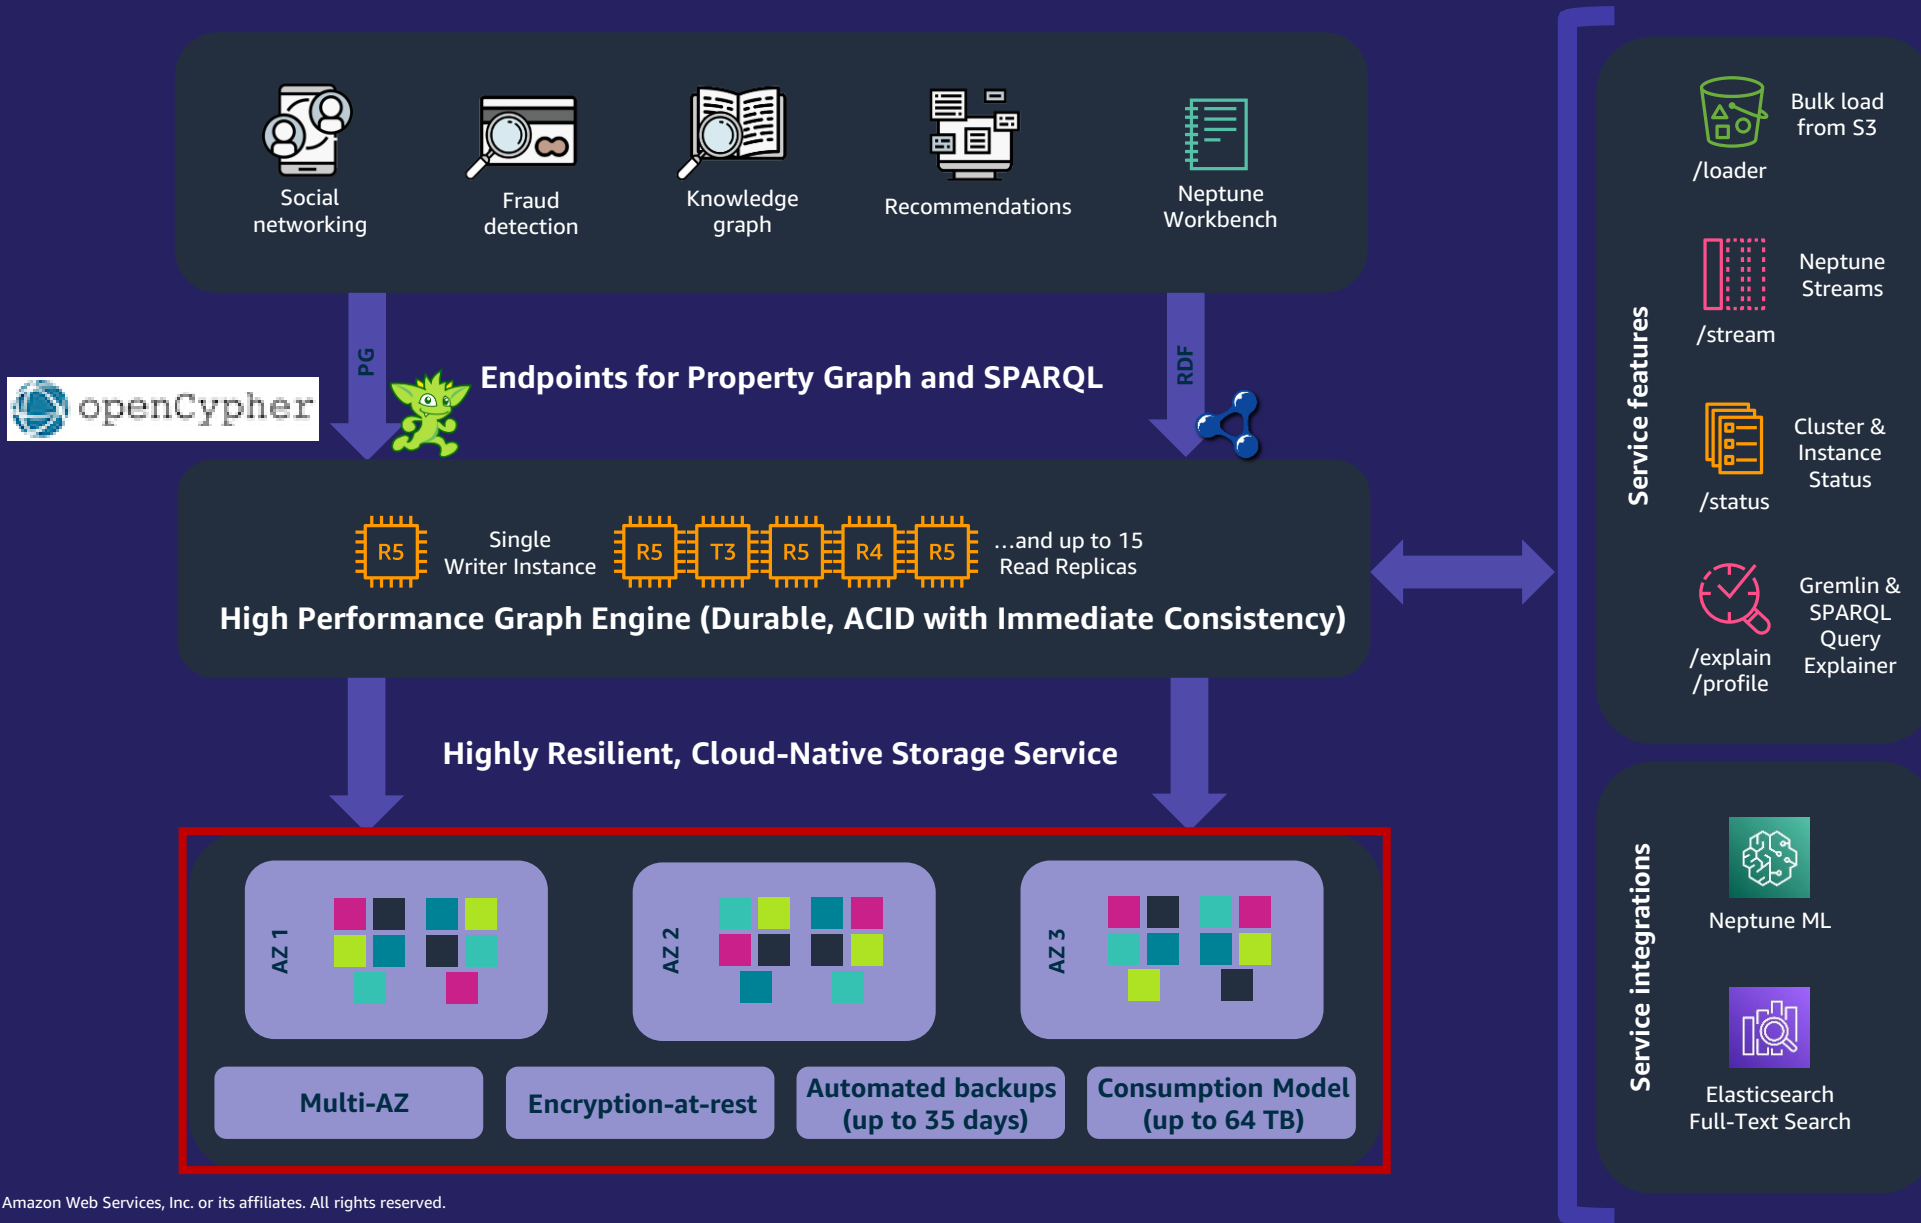 Social
networking
Fraud
detection
Knowledge
graph
Recommendations
Neptune
Workbench
PG
RDF
Endpoints for Property Graph and SPARQL
openCypher
R5
Single
Writer Instance
R5
T3
R5
R4
R5
...and up to 15
Read Replicas
High Performance Graph Engine (Durable, ACID with Immediate Consistency)
Highly Resilient, Cloud-Native Storage Service
AZ 1
AZ 2
AZ 3
Multi-AZ
Encryption-at-rest
Automated backups
(up to 35 days)
Consumption Model
(up to 64 TB)
Service features
/loader
Bulk load
from S3
/stream
Neptune
Streams
/status
Cluster &
Instance
Status
/explain
/profile
Gremlin &
SPARQL
Query
Explainer
Service integrations
Neptune ML
Elasticsearch
Full-Text Search
Amazon Web Services, Inc. or its affiliates. All rights reserved.